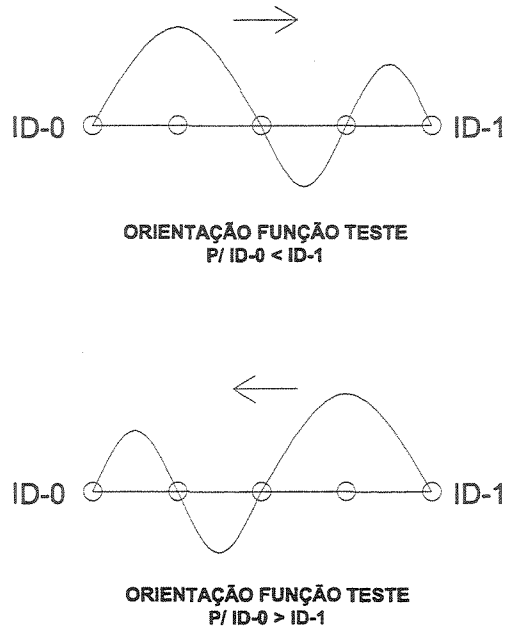 ID-0 ID-1
ORIENTAÇÃO FUNÇÃO TESTE
P/ ID-0 < ID-1
ID-0 ID-1
ORIENTAÇÃO FUNÇÃO TESTE
P/ ID-0 > ID-1